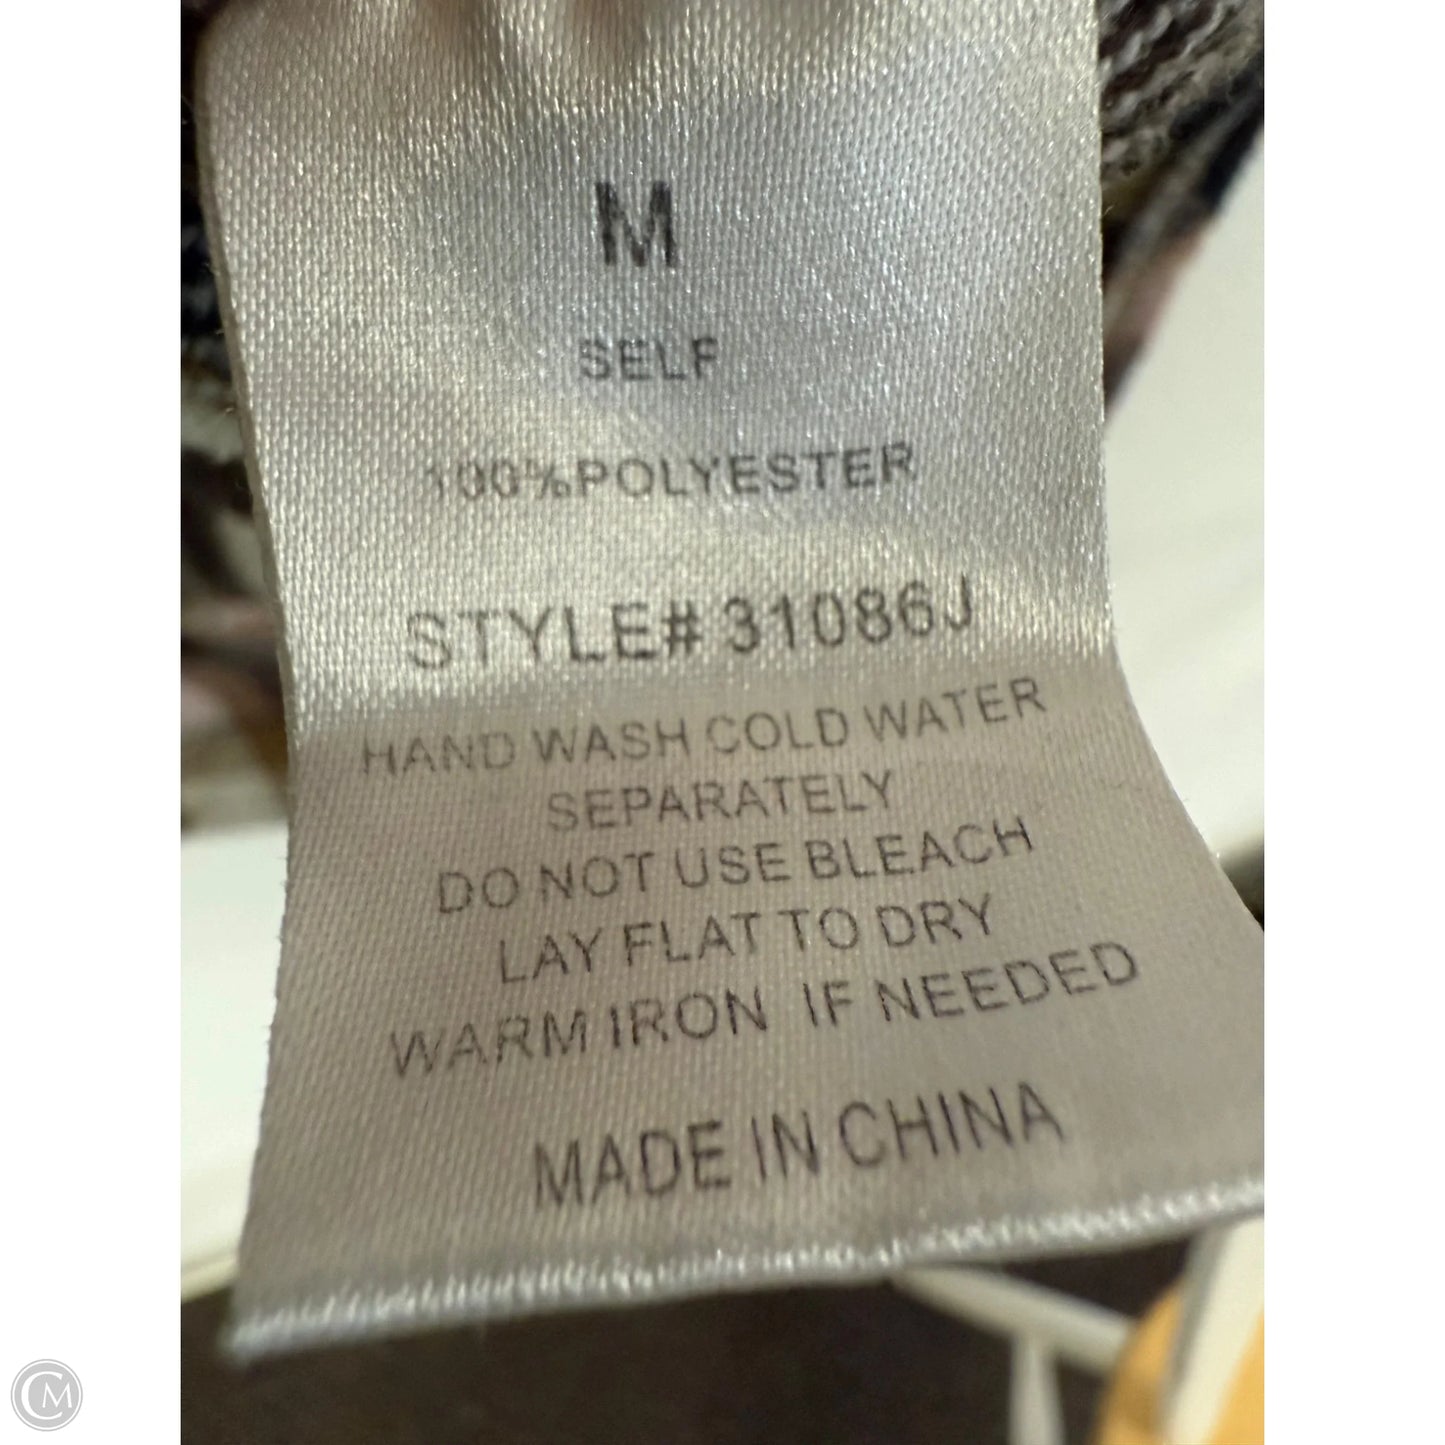 M
SELF
100%POLYESTER
STYLE# 31086J
HAND WASH COLD WATER
SEPARATELY
DO NOT USE BLEACH
LAY FLAT TO DRY
WARM IRON IF NEEDED
MADE IN CHINA
CM